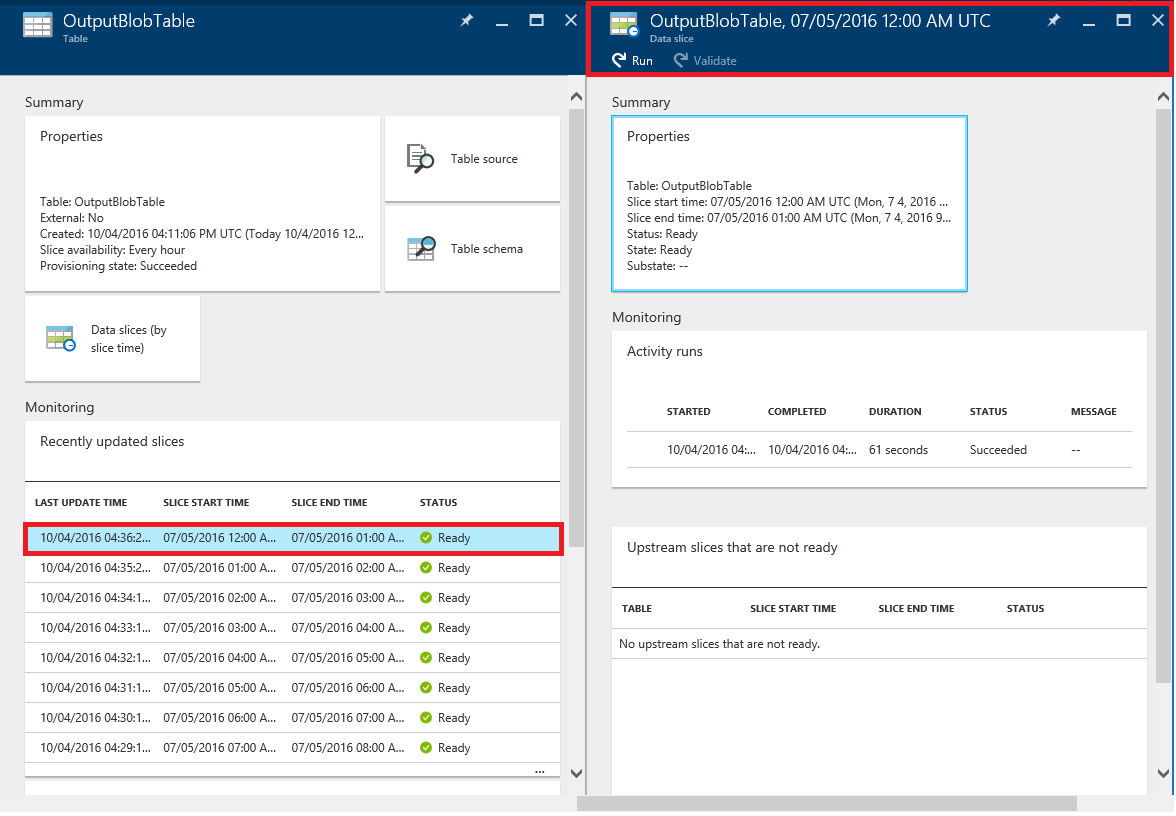 OutputBlobTable
Table
Summary
Properties
Table: OutputBlobTable
External: No
Created: 10/04/2016 04:11:06 PM UTC (Today 10/4/2016 12...
Slice availability: Every hour
Provisioning state: Succeeded
Table source
Table schema
Data slices (by
slice time)
Monitoring
Recently updated slices
LAST UPDATE TIME SLICE START TIME SLICE END TIME STATUS
10/04/2016 04:36:2... 07/05/2016 12:00 A... 07/05/2016 01:00 A... Ready
10/04/2016 04:35:2... 07/05/2016 01:00 A... 07/05/2016 02:00 A... Ready
10/04/2016 04:34:1... 07/05/2016 02:00 A... 07/05/2016 03:00 A... Ready
10/04/2016 04:33:1... 07/05/2016 03:00 A... 07/05/2016 04:00 A... Ready
10/04/2016 04:32:1... 07/05/2016 04:00 A... 07/05/2016 05:00 A... Ready
10/04/2016 04:31:1... 07/05/2016 05:00 A... 07/05/2016 06:00 A... Ready
10/04/2016 04:30:1... 07/05/2016 06:00 A... 07/05/2016 07:00 A... Ready
10/04/2016 04:29:1... 07/05/2016 07:00 A... 07/05/2016 08:00 A... Ready
...
OutputBlobTable, 07/05/2016 12:00 AM UTC
Data slice
Run Validate
Summary
Properties
Table: OutputBlobTable
Slice start time: 07/05/2016 12:00 AM UTC (Mon, 7 4, 2016 ...
Slice end time: 07/05/2016 01:00 AM UTC (Mon, 7 4, 2016 9...
Status: Ready
State: Ready
Substate: --
Monitoring
Activity runs
STARTED COMPLETED DURATION STATUS MESSAGE
10/04/2016 04:... 10/04/2016 04:... 61 seconds Succeeded --
Upstream slices that are not ready
TABLE SLICE START TIME SLICE END TIME STATUS
No upstream slices that are not ready.